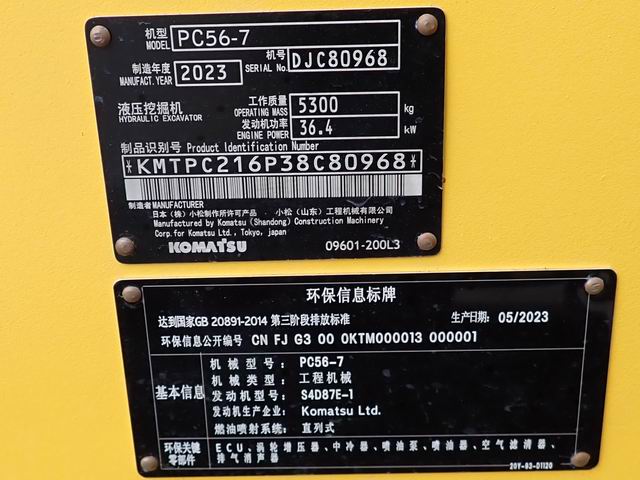 机型 MODEL PC56-7
机号 SERIAL No. DJC80968
制造年度 MANUFACT. YEAR 2023
液压挖掘机 HYDRAULIC EXCAVATOR
工作质量 OPERATING MASS 5300 kg
发动机功率 ENGINE POWER 36.4 kW
制品识别号 Product Identification Number
*KMTPC216P38C80968*
制造者 MANUFACTURER
日本（株）小松制作所许可产品 . 小松（山东）工程机械有限公司
Manufactured by Komatsu (Shandong) Construction Machinery
Corp. for Komatsu Ltd., Tokyo, japan
KOMATSU
09601-200L3
环保信息标牌
达到国家GB 20891-2014 第三阶段排放标准
生产日期: 05/2023
环保信息公开编号 CN FJ G3 00 0KTM000013 000001
基本信息
机械型号: PC56-7
机械类型: 工程机械
发动机型号: S4D87E-1
发动机生产企业: Komatsu Ltd.
燃油喷射系统: 直列式
环保关键零部件
ECU、涡轮增压器、中冷器、喷油泵、喷油器、空气滤清器、
排气消声器
20Y-93-D1120